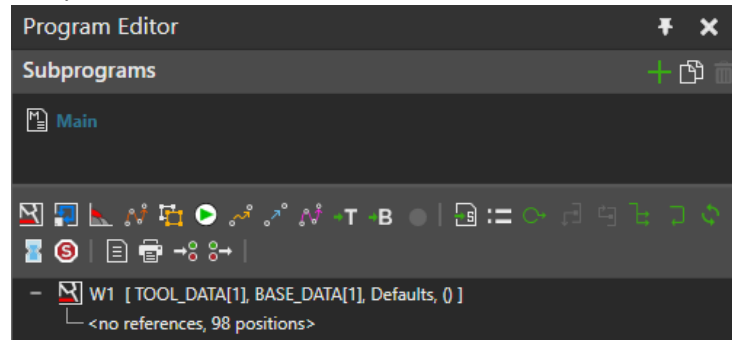 Program Editor
Subprograms
Main
T B S
S
W1 [ TOOL_DATA[1], BASE_DATA[1], Defaults, () ]
<no references, 98 positions>